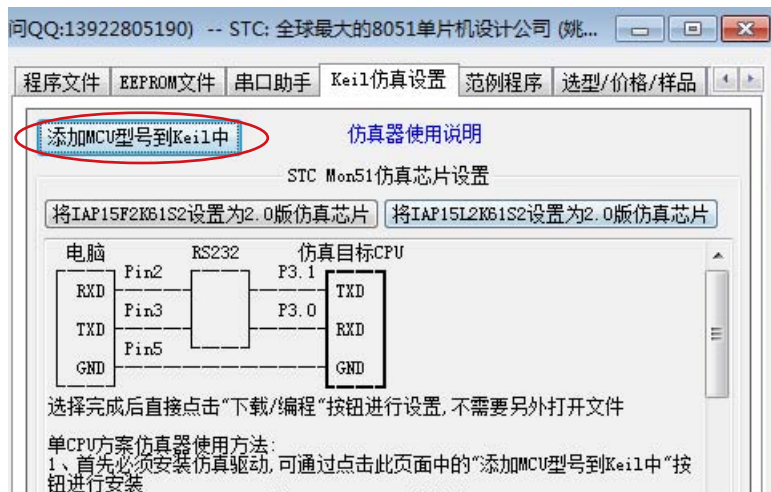 问QQ:13922805190) -- STC: 全球最大的8051单片机设计公司 (姚...
程序文件 EEPROM文件 串口助手 Keil仿真设置 范例程序 选型/价格/样品
添加MCU型号到Keil中 仿真器使用说明
STC Mon51仿真芯片设置
将IAP15F2K61S2设置为2.0版仿真芯片 将IAP15L2K61S2设置为2.0版仿真芯片
电脑 RS232 仿真目标CPU
Pin2 P3.1
RXD TXD
Pin3 P3.0
TXD RXD
Pin5
GND GND
选择完成后直接点击“下载/编程“按钮进行设置,不需要另外打开文件
单CPU方案仿真器使用方法:
1、首先必须安装仿真驱动,可通过点击此页面中的“添加MCU型号到Keil中“按
钮进行安装